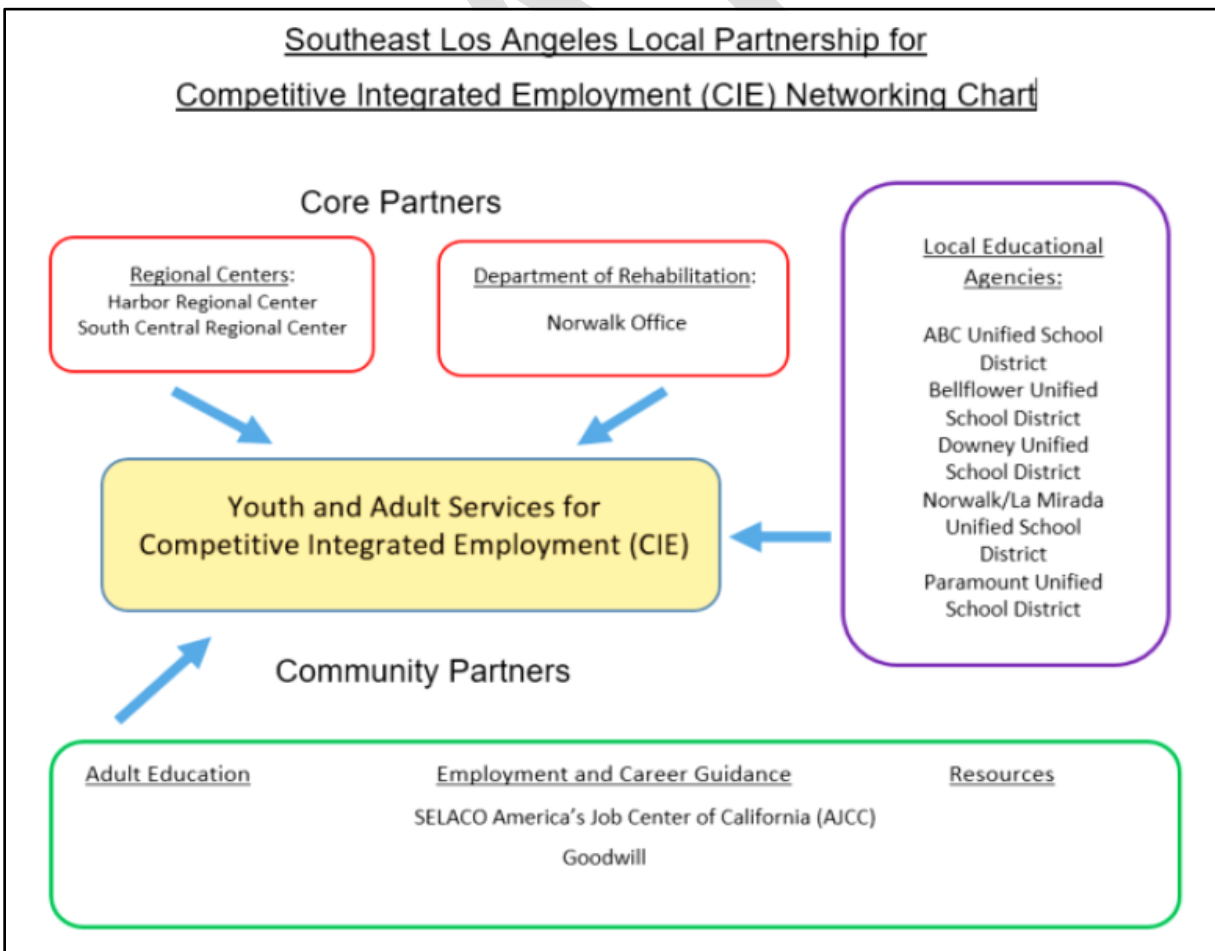 Southeast Los Angeles Local Partnership for
Competitive Integrated Employment (CIE) Networking Chart
Core Partners
Regional Centers:
Harbor Regional Center
South Central Regional Center
Department of Rehabilitation:
Norwalk Office
Local Educational
Agencies:
ABC Unified School
District
Bellflower Unified
School District
Downey Unified
School District
Norwalk/La Mirada
Unified School
District
Paramount Unified
School District
Youth and Adult Services for
Competitive Integrated Employment (CIE)
Community Partners
Adult Education
Employment and Career Guidance
SELACO America’s Job Center of California (AJCC)
Goodwill
Resources